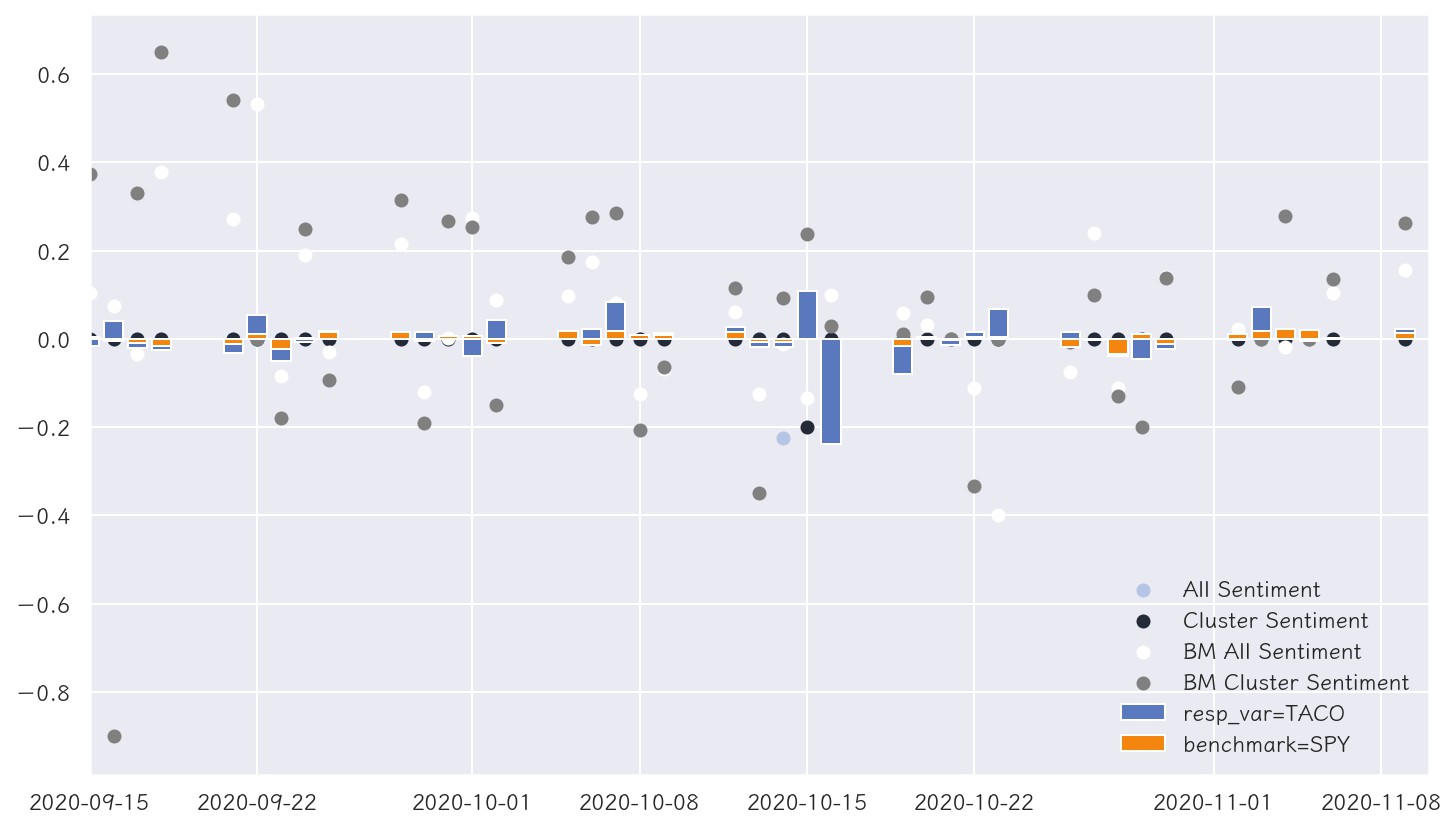 0.6
0.4
0.2
0.0
−0.2
−0.4
−0.6
−0.8
2020-09-15 2020-09-22 2020-10-01 2020-10-08 2020-10-15 2020-10-22 2020-11-01 2020-11-08
All Sentiment
Cluster Sentiment
BM All Sentiment
BM Cluster Sentiment
resp_var=TACO
benchmark=SPY